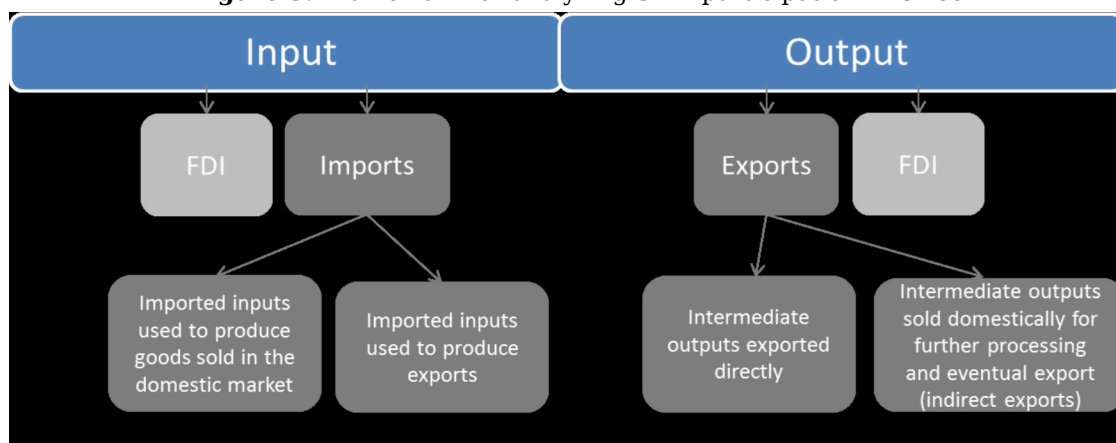 Input
Output
FDI
Imports
Exports
FDI
Imported inputs
used to produce
goods sold in the
domestic market
Imported inputs
used to produce
exports
Intermediate
outputs exported
directly
Intermediate outputs
sold domestically for
further processing
and eventual export
(indirect exports)